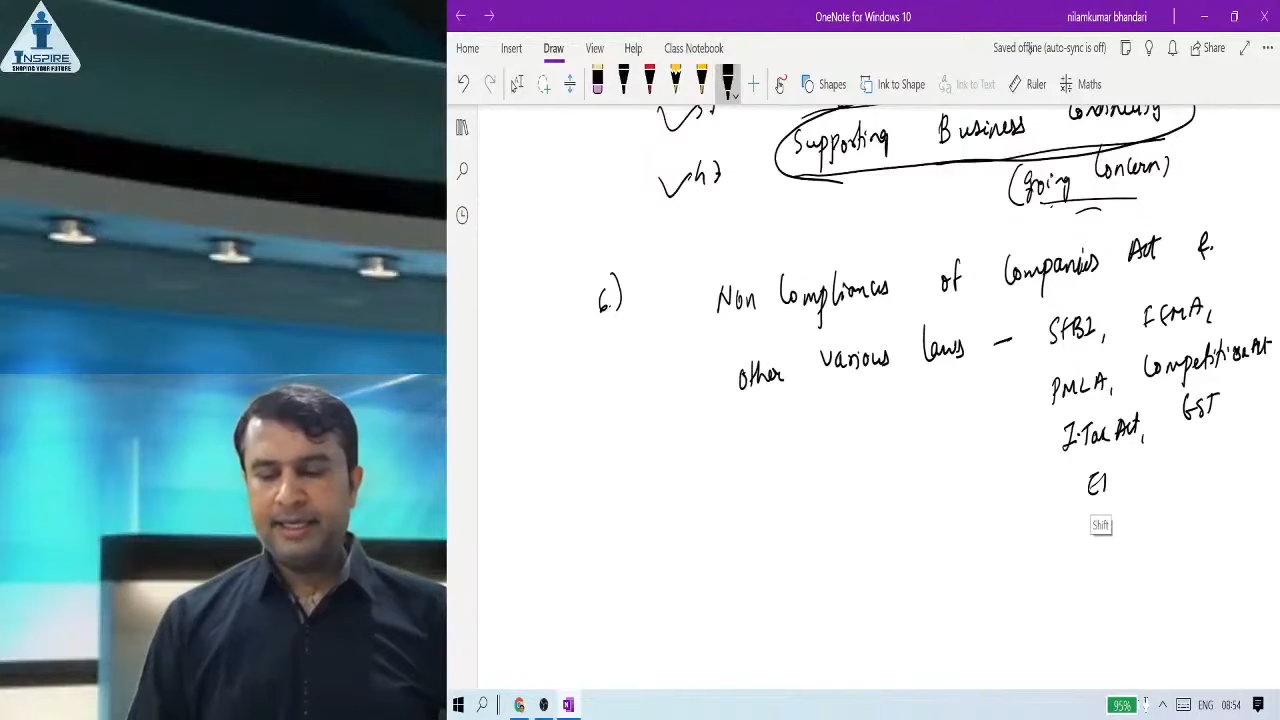 INSPIRE
SHAPING YOUR FUTURE
OneNote for Windows 10
nilamkumar bhandari
Home Insert Draw View Help Class Notebook
Saved offline (auto-sync is off)
Share
Shapes Ink to Shape Ink to Text Ruler Maths
Supporting Business
(Going Concern)
6.) Non Compliances of Companies Act &
other various laws - SEBI, FEMA,
PMLA, Competition Act
I. Tax Act, GST
EI
Shift
95% ENG 08:54